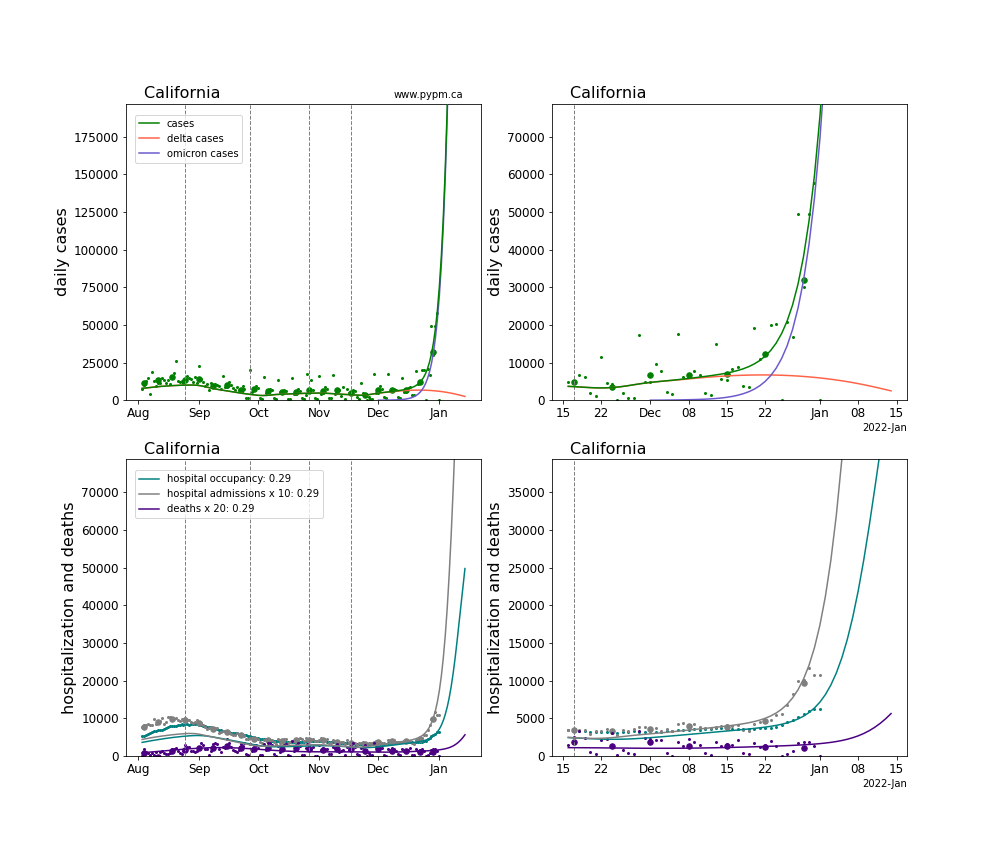 California
www.pypm.ca
daily cases
175000
150000
125000
100000
75000
50000
25000
0
cases
delta cases
omicron cases
Aug Sep Oct Nov Dec Jan
California
daily cases
70000
60000
50000
40000
30000
20000
10000
0
15 22 Dec 08 15 22 Jan 08 15
2022-Jan
California
hospitalization and deaths
70000
60000
50000
40000
30000
20000
10000
0
hospital occupancy: 0.29
hospital admissions x 10: 0.29
deaths x 20: 0.29
Aug Sep Oct Nov Dec Jan
California
hospitalization and deaths
35000
30000
25000
20000
15000
10000
5000
0
15 22 Dec 08 15 22 Jan 08 15
2022-Jan